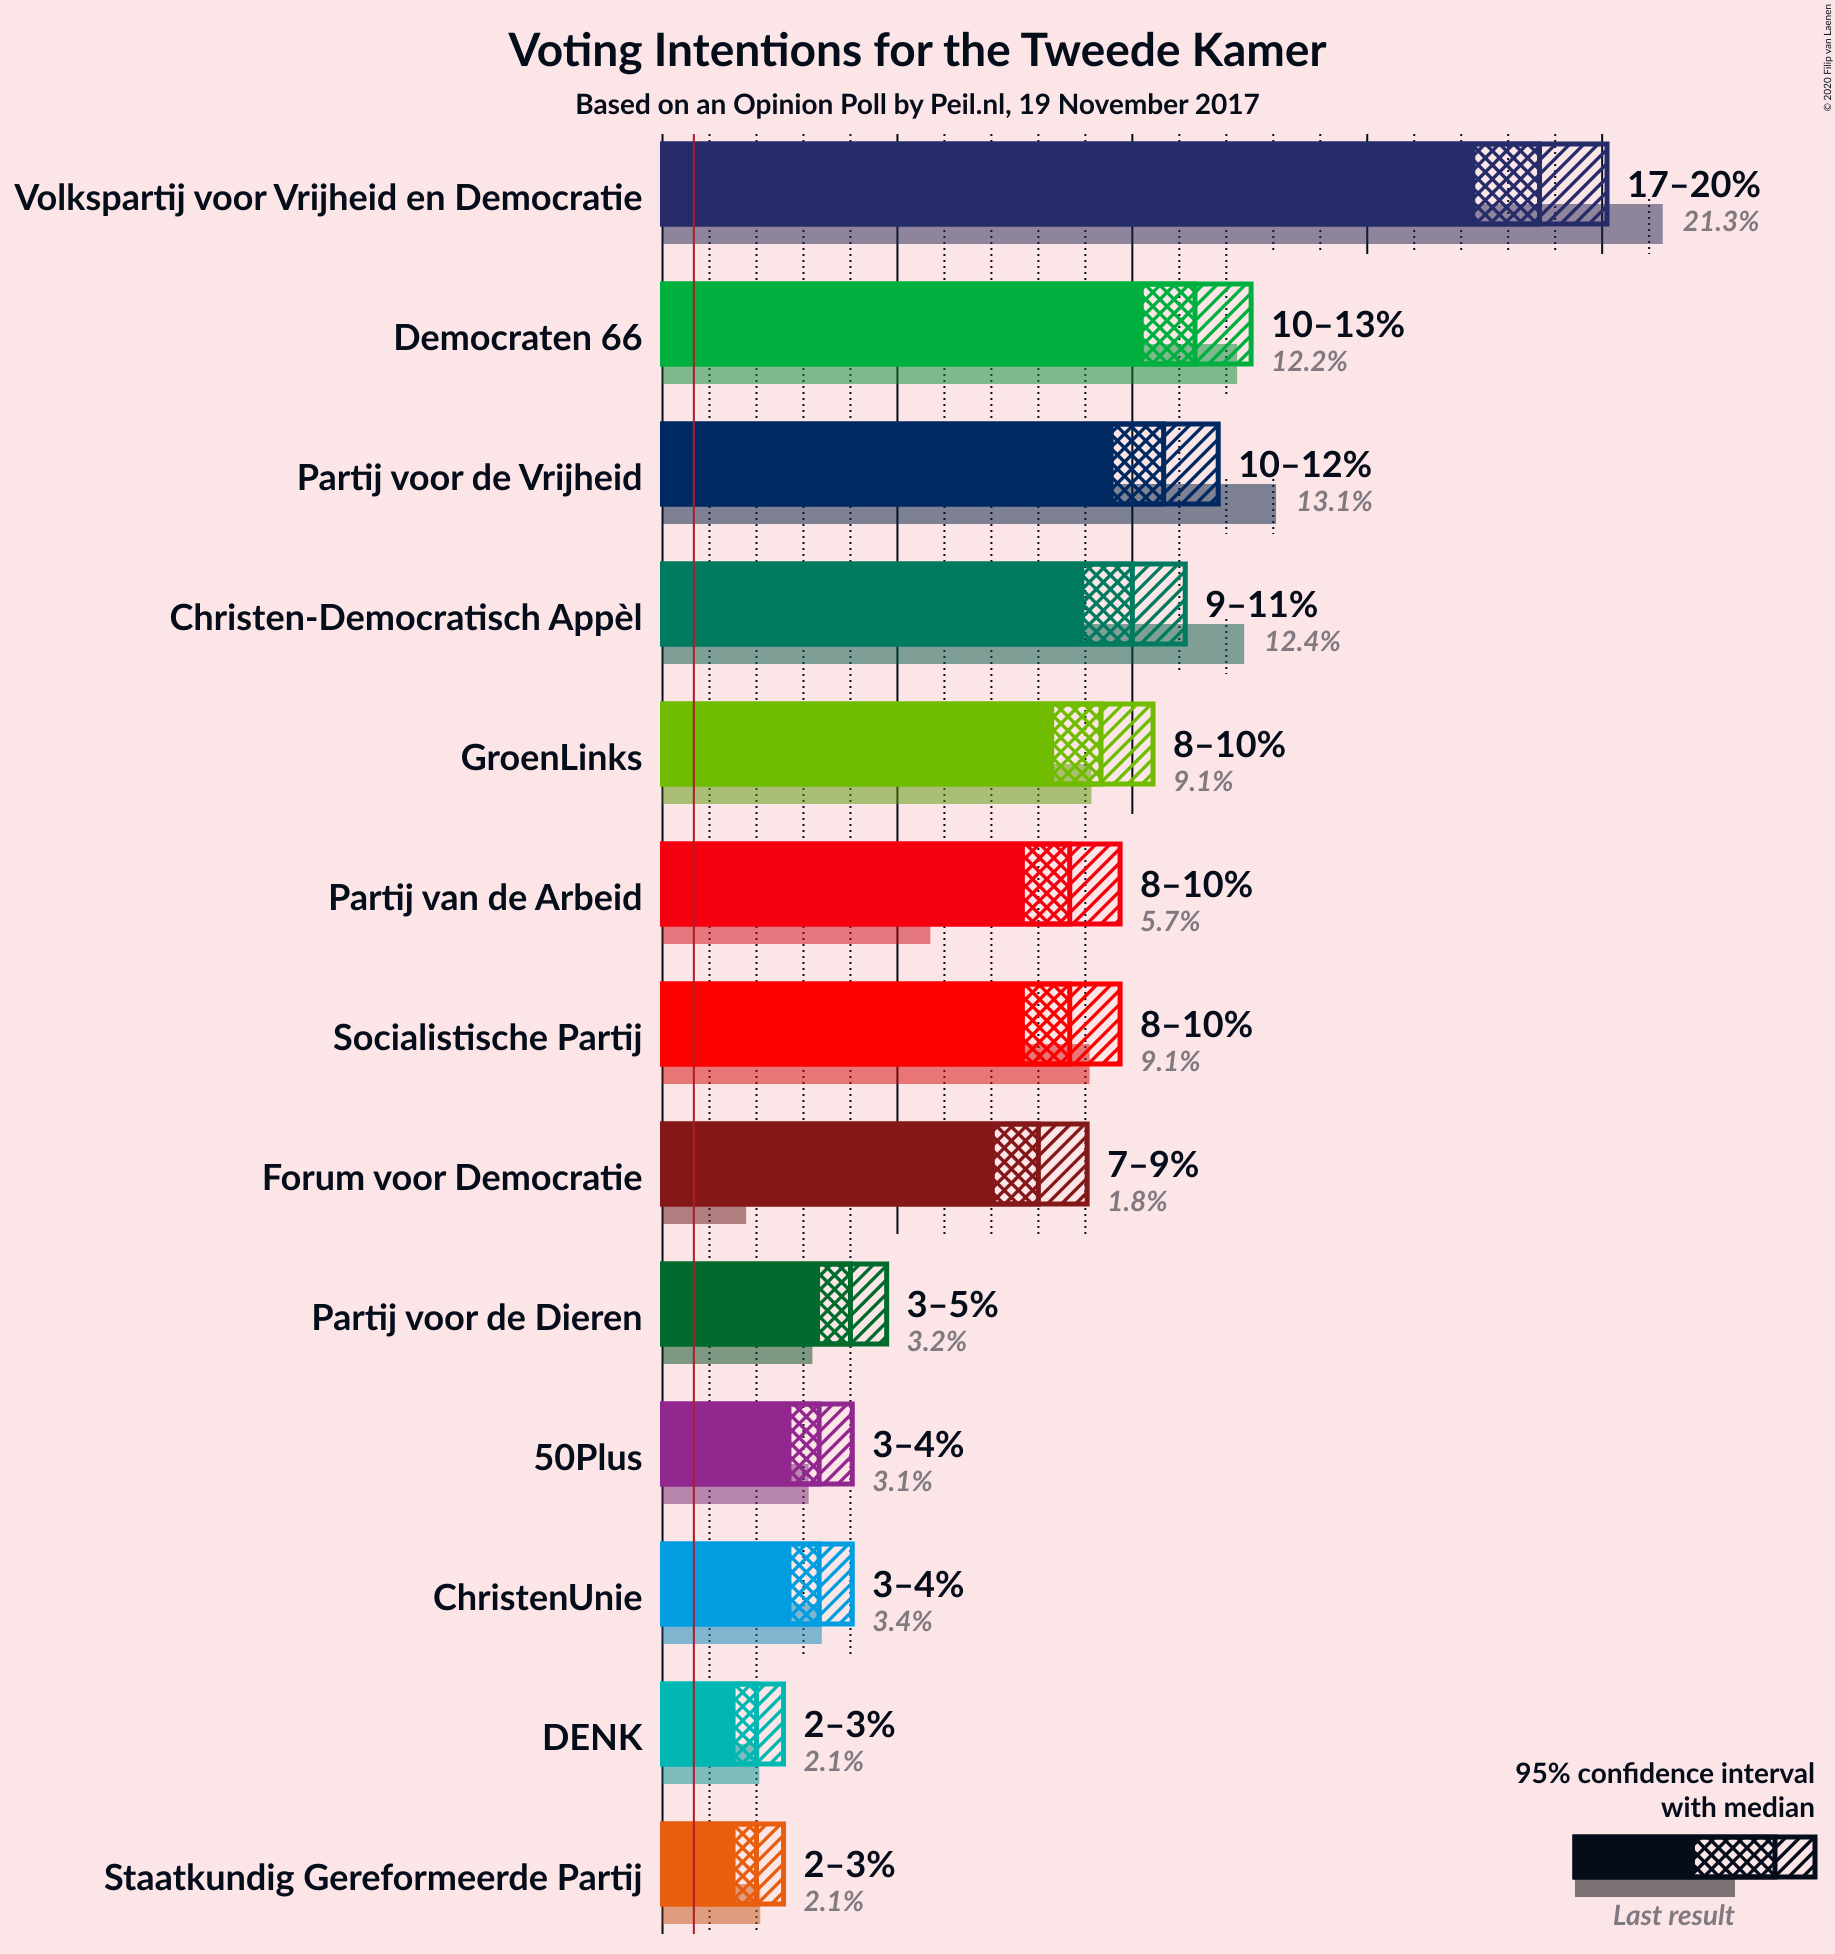 Voting Intentions for the Tweede Kamer
Based on an Opinion Poll by Peil.nl, 19 November 2017
© 2020 Filip van Laenen
Volkspartij voor Vrijheid en Democratie
17–20%
21.3%
Democraten 66
10–13%
12.2%
Partij voor de Vrijheid
10–12%
13.1%
Christen-Democratisch Appèl
9–11%
12.4%
GroenLinks
8–10%
9.1%
Partij van de Arbeid
8–10%
5.7%
Socialistische Partij
8–10%
9.1%
Forum voor Democratie
7–9%
1.8%
Partij voor de Dieren
3–5%
3.2%
50Plus
3–4%
3.1%
ChristenUnie
3–4%
3.4%
DENK
2–3%
2.1%
Staatkundig Gereformeerde Partij
2–3%
2.1%
95% confidence interval
with median
Last result